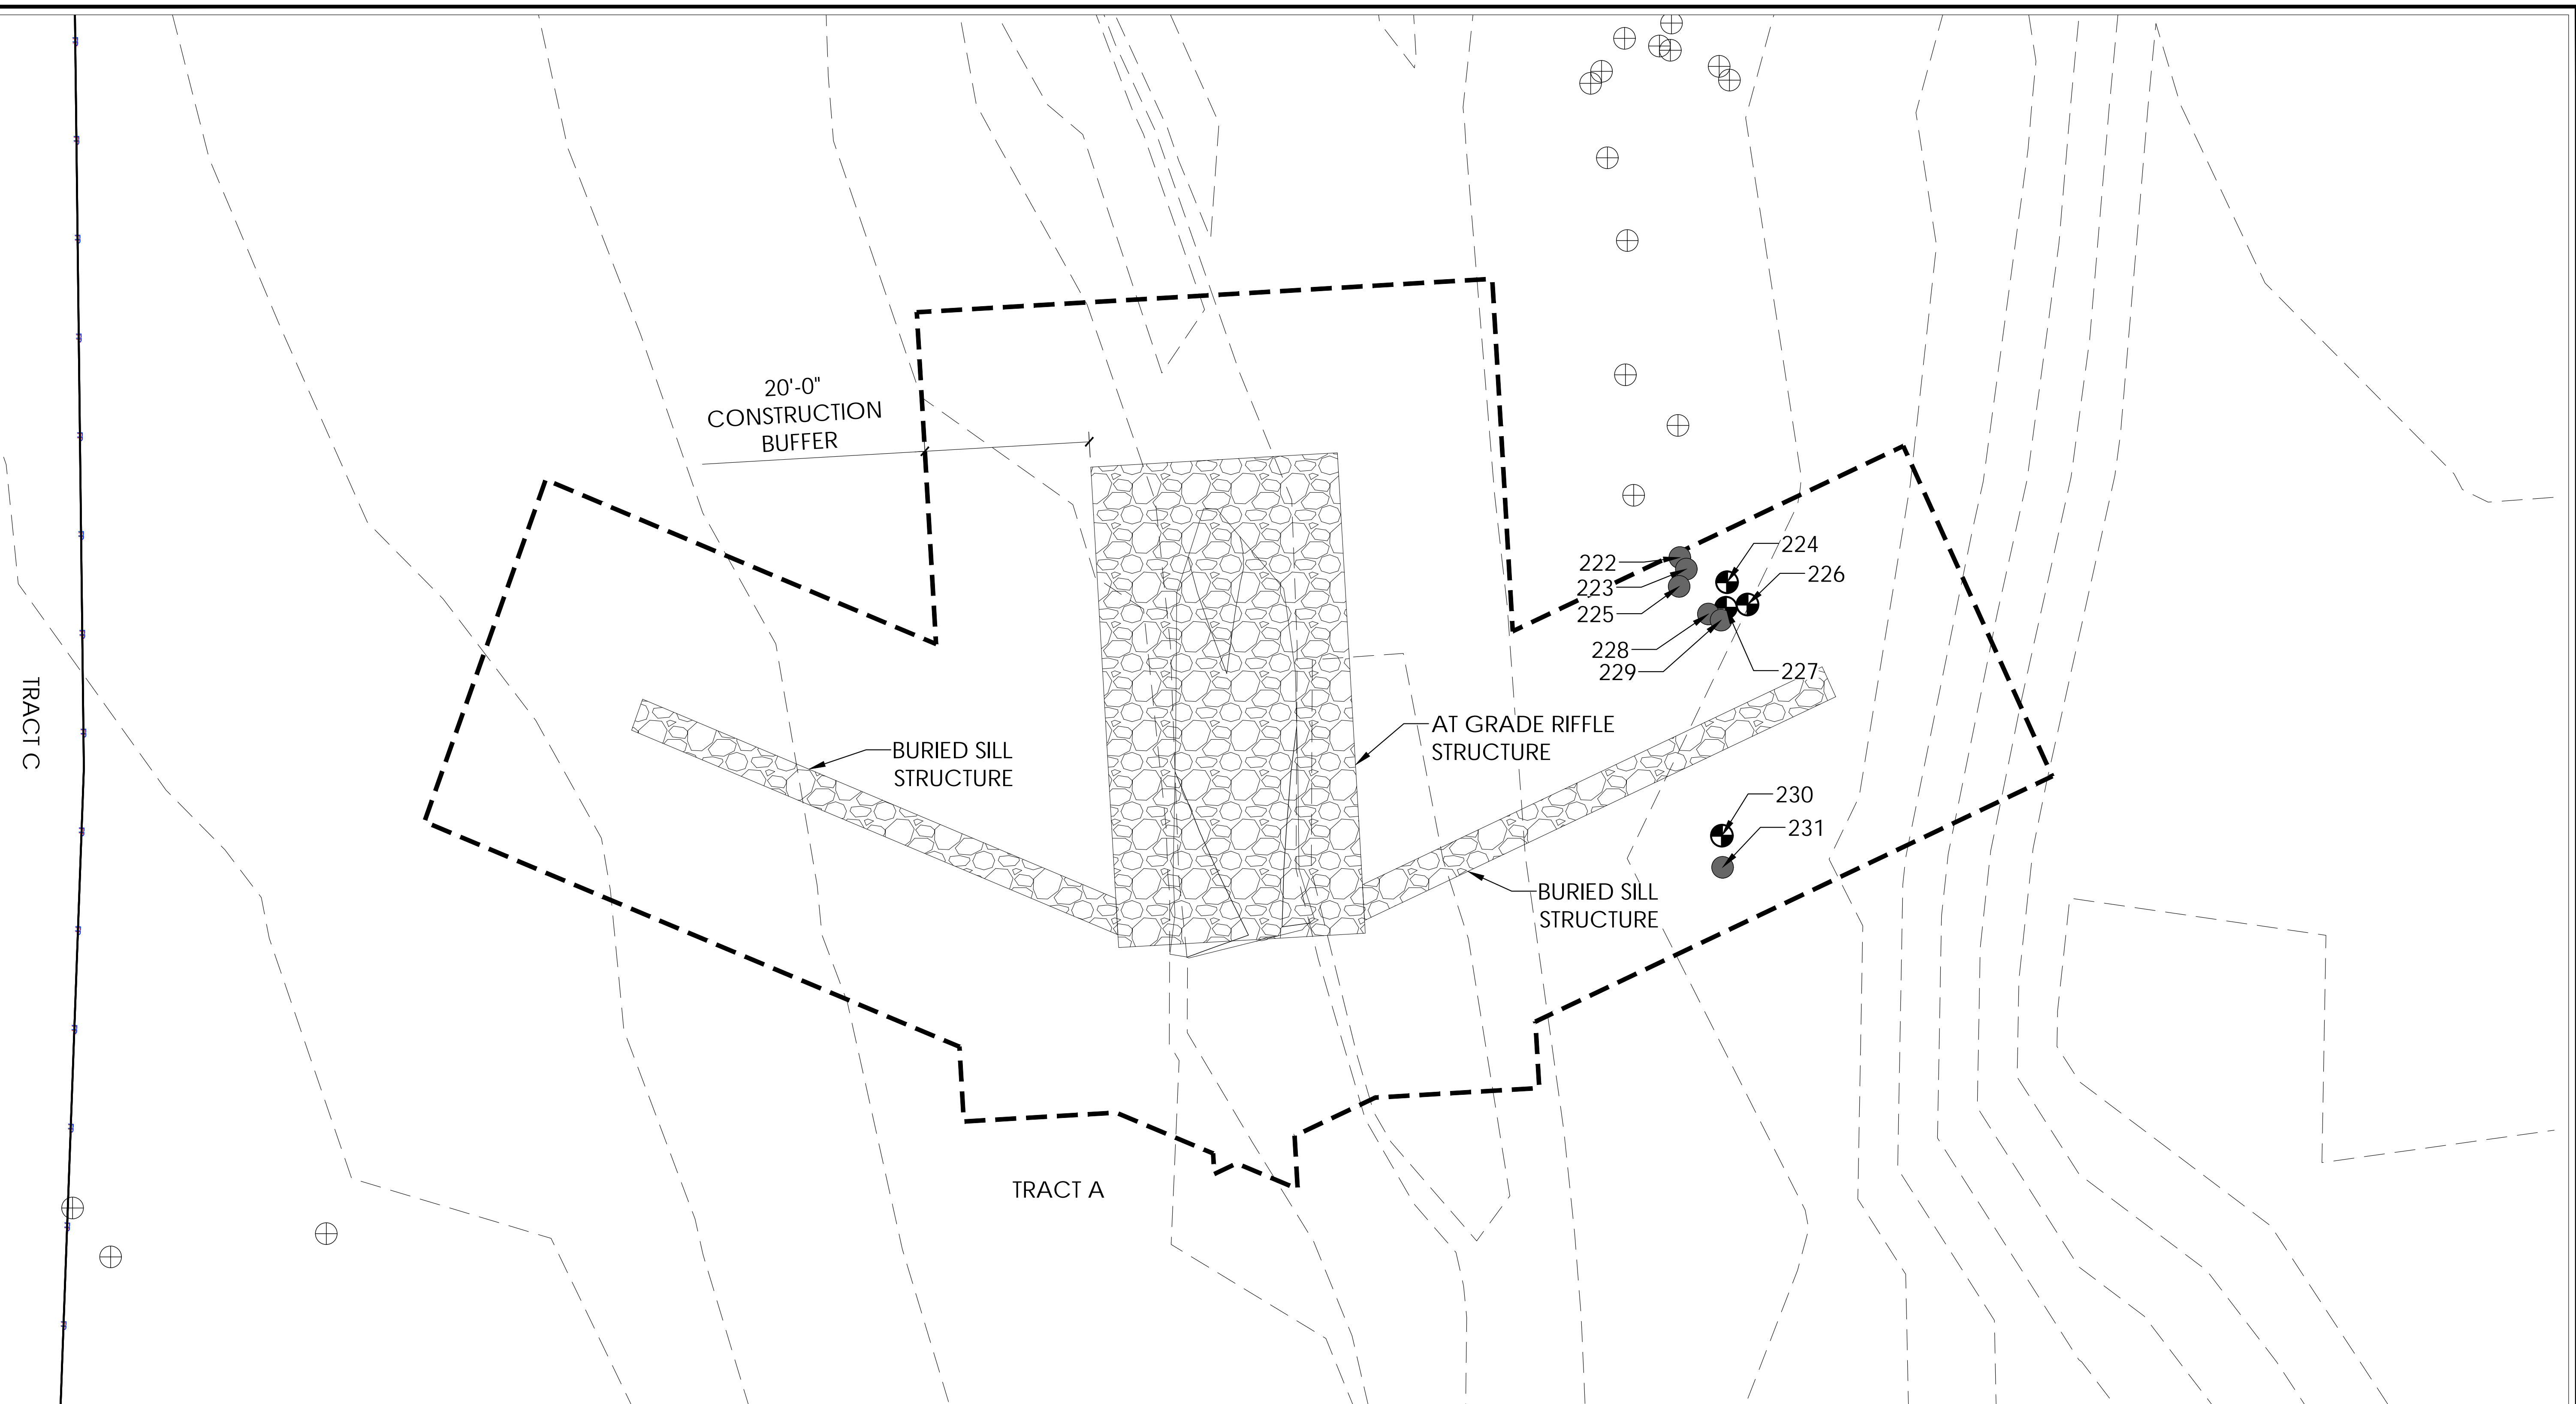 20'-0"
CONSTRUCTION
BUFFER
222
223
225
228
229
224
226
227
TRACT C
BURIED SILL
STRUCTURE
AT GRADE RIFFLE
STRUCTURE
230
231
BURIED SILL
STRUCTURE
TRACT A